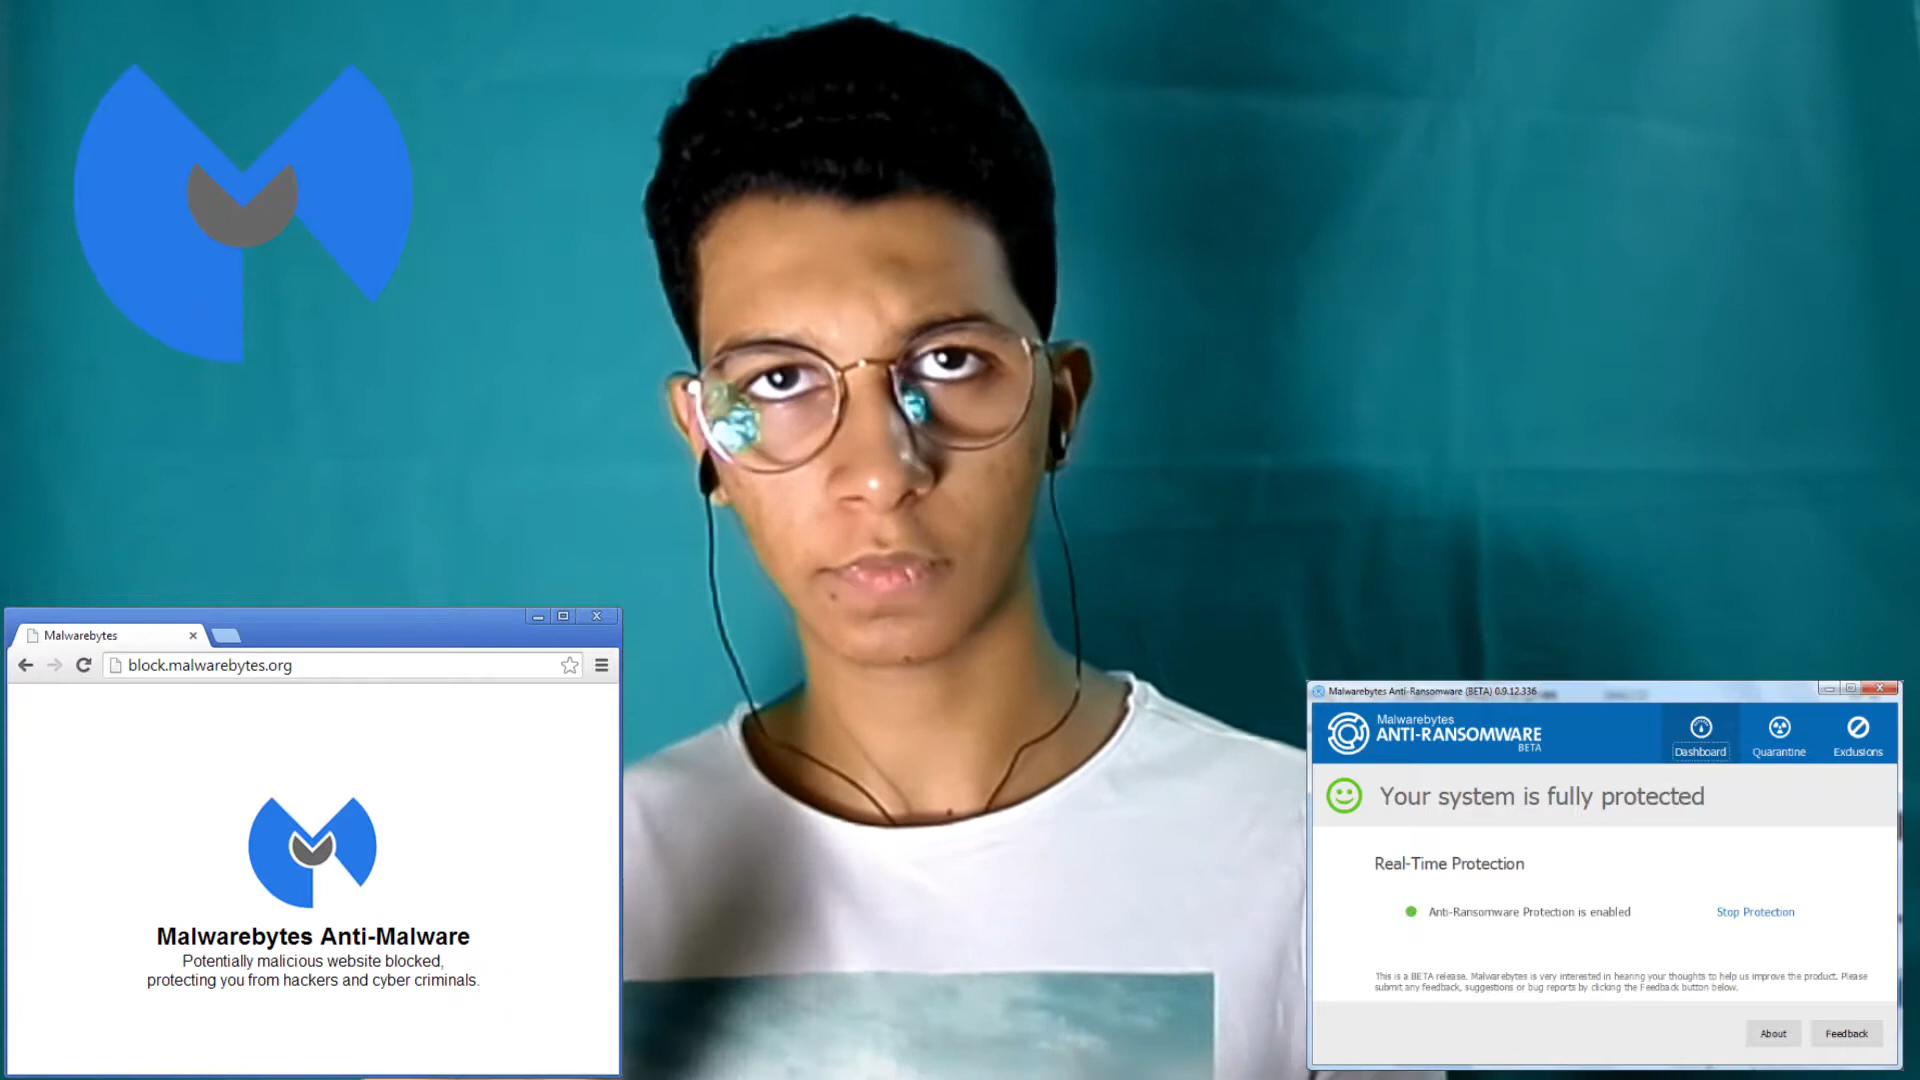 Malwarebytes
block.malwarebytes.org
Malwarebytes Anti-Malware
Potentially malicious website blocked,
protecting you from hackers and cyber criminals.
Malwarebytes Anti-Ransomware (BETA) 0.9.12.336
Malwarebytes
ANTI-RANSOMWARE
BETA
Dashboard
Quarantine
Exclusions
Your system is fully protected
Real-Time Protection
Anti-Ransomware Protection is enabled
Stop Protection
This is a BETA release. Malwarebytes is very interested in hearing your thoughts to help us improve the product. Please
submit any feedback, suggestions or bug reports by clicking the Feedback button below.
About
Feedback